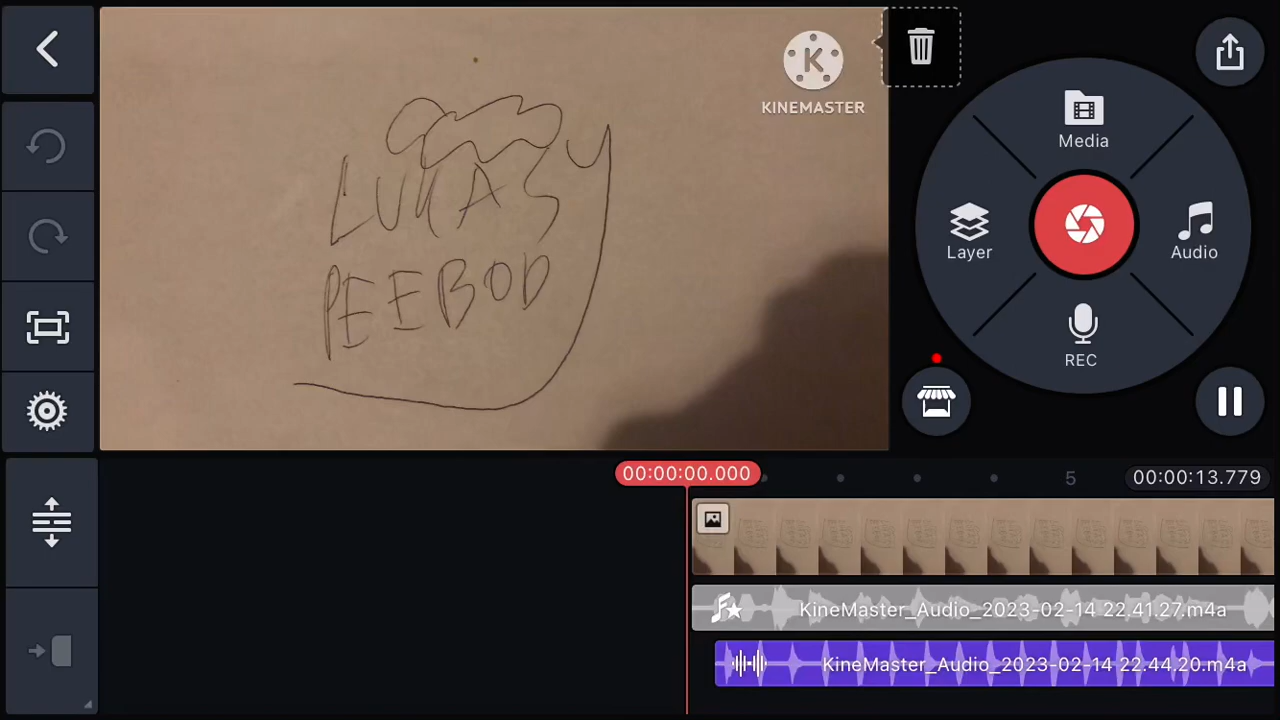 KINEMASTER
LUKAS
PEEBOD
Media
Layer
Audio
REC
00:00:00.000
5
00:00:13.779
KineMaster_Audio_2023-02-14 22.41.27.m4a
KineMaster_Audio_2023-02-14 22.44.20.m4a